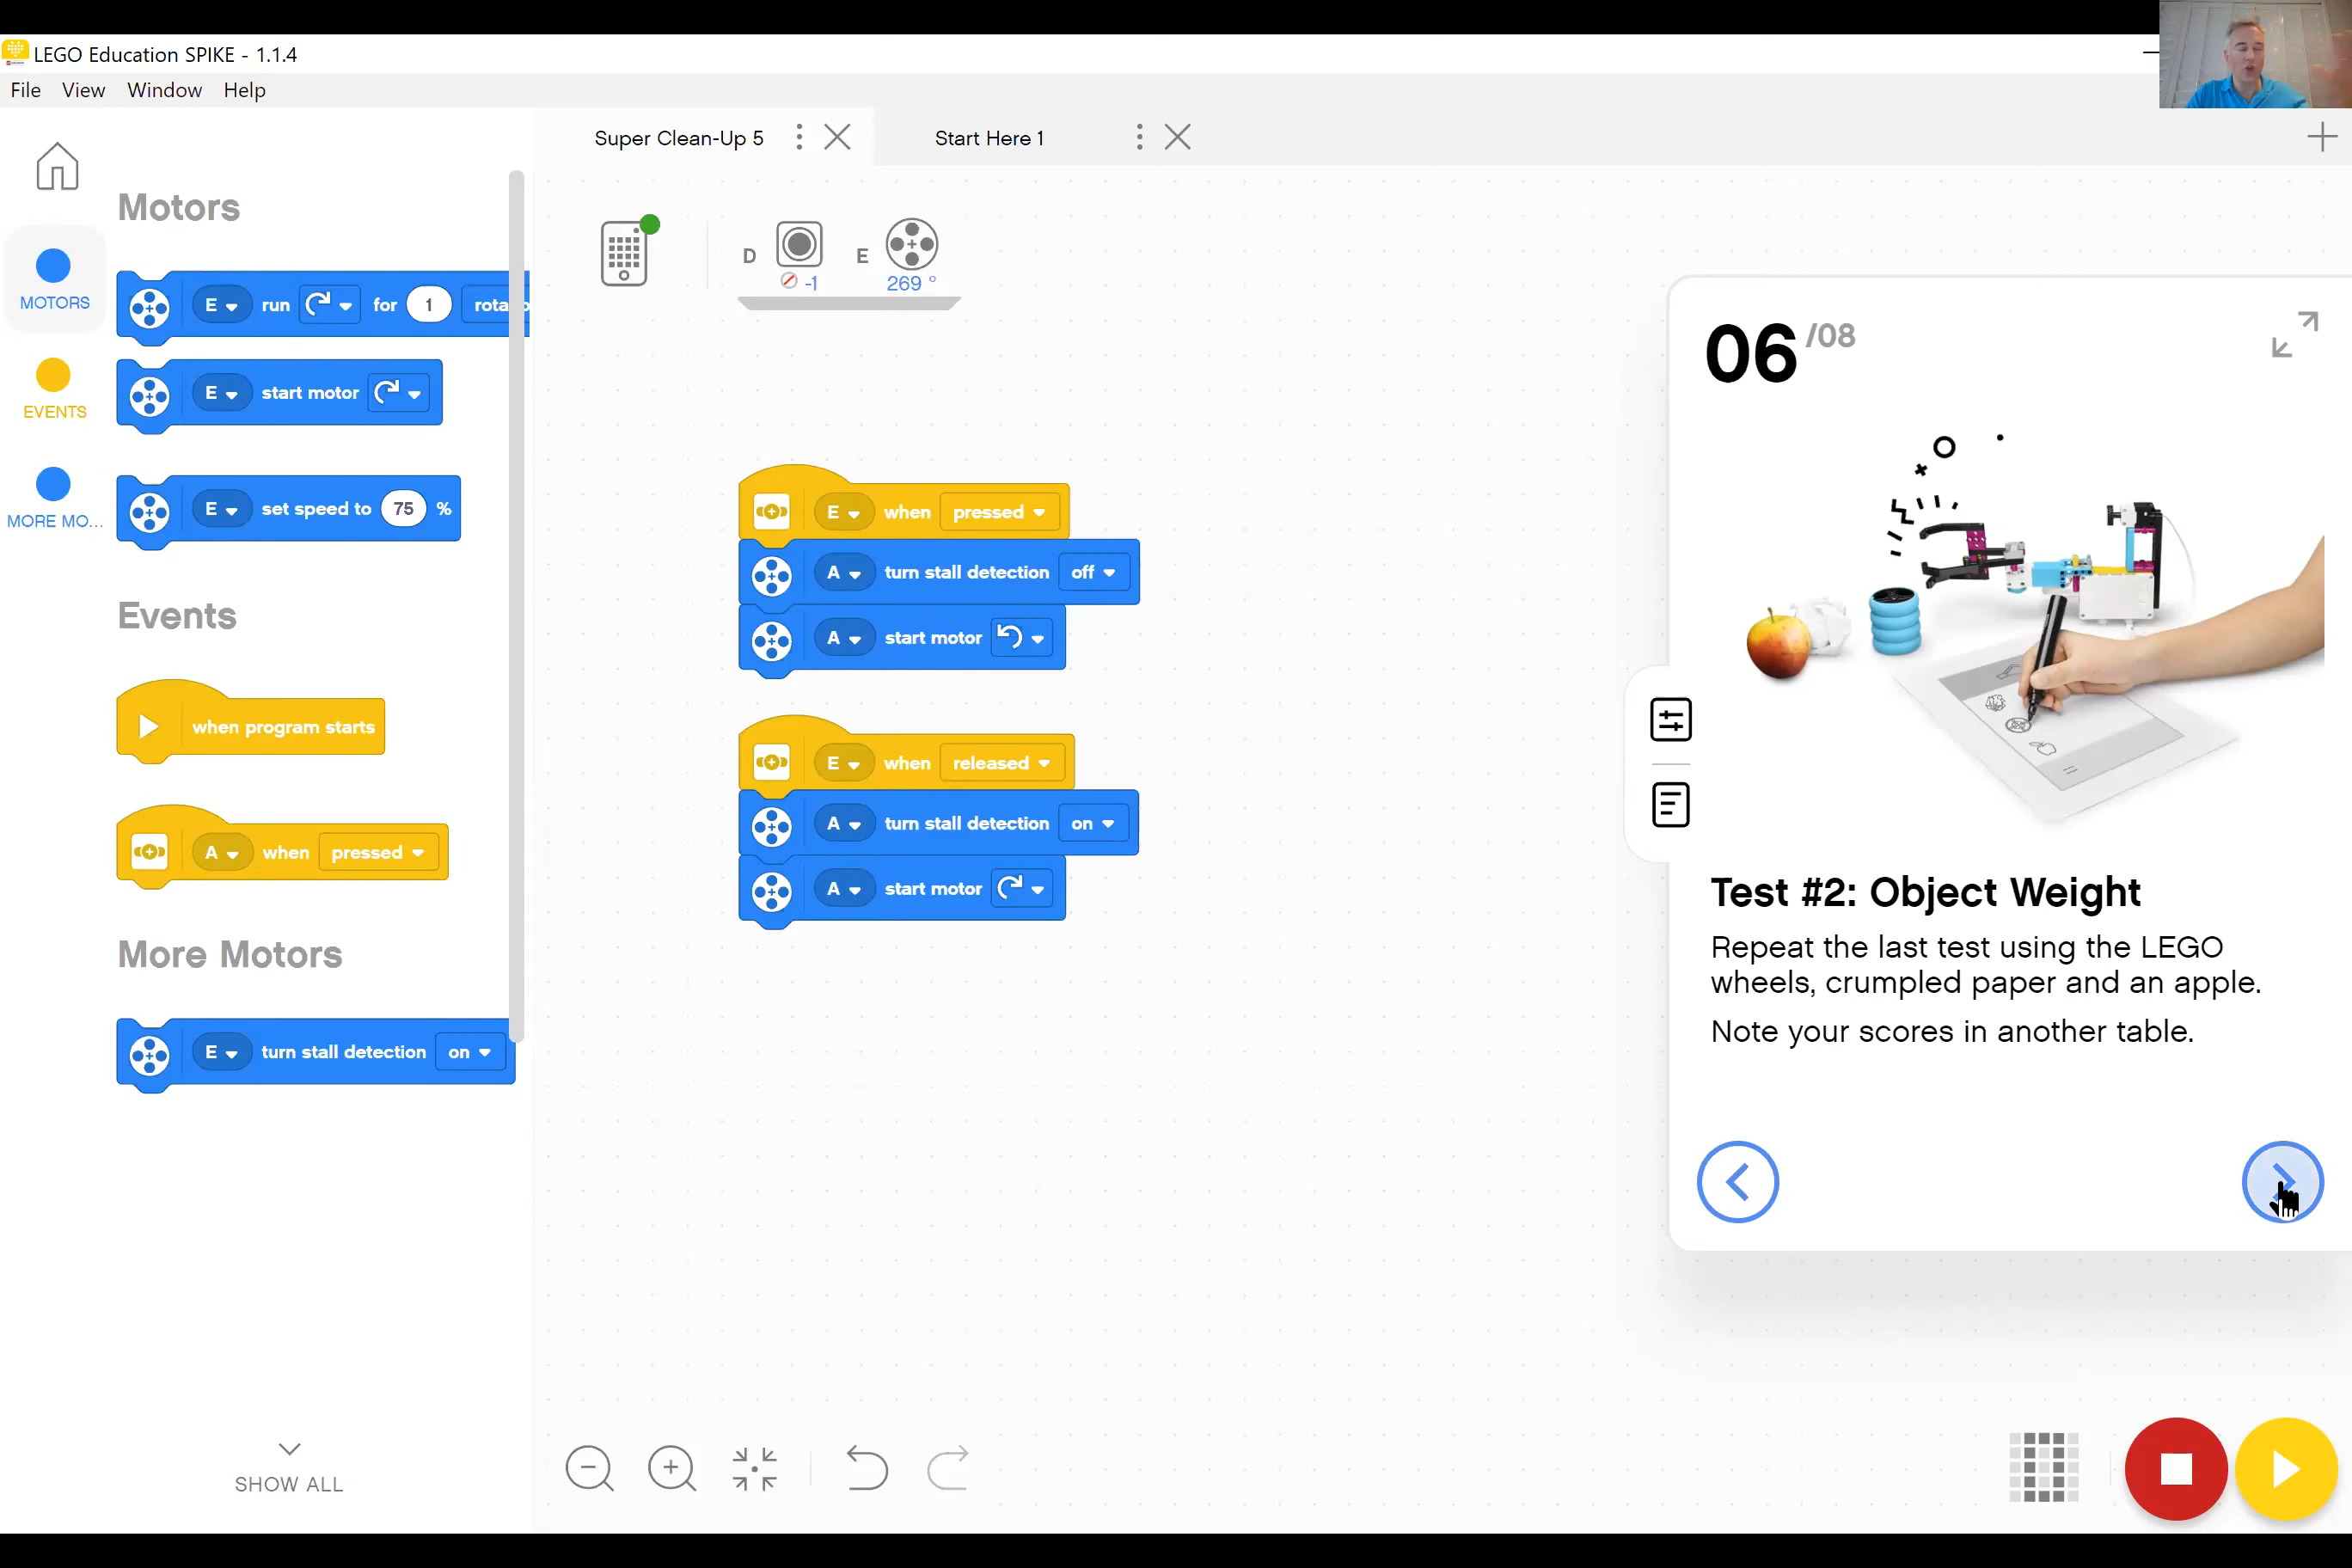 LEGO Education SPIKE - 1.1.4
File View Window Help
Super Clean-Up 5
Start Here 1
MOTORS
EVENTS
MORE MO...
Motors
E run for 1 rota
E start motor
E set speed to 75 %
Events
when program starts
A when pressed
More Motors
E turn stall detection on
SHOW ALL
D -1
E 269 °
E when pressed
A turn stall detection off
A start motor
E when released
A turn stall detection on
A start motor
06 /08
Test #2: Object Weight
Repeat the last test using the LEGO
wheels, crumpled paper and an apple.
Note your scores in another table.